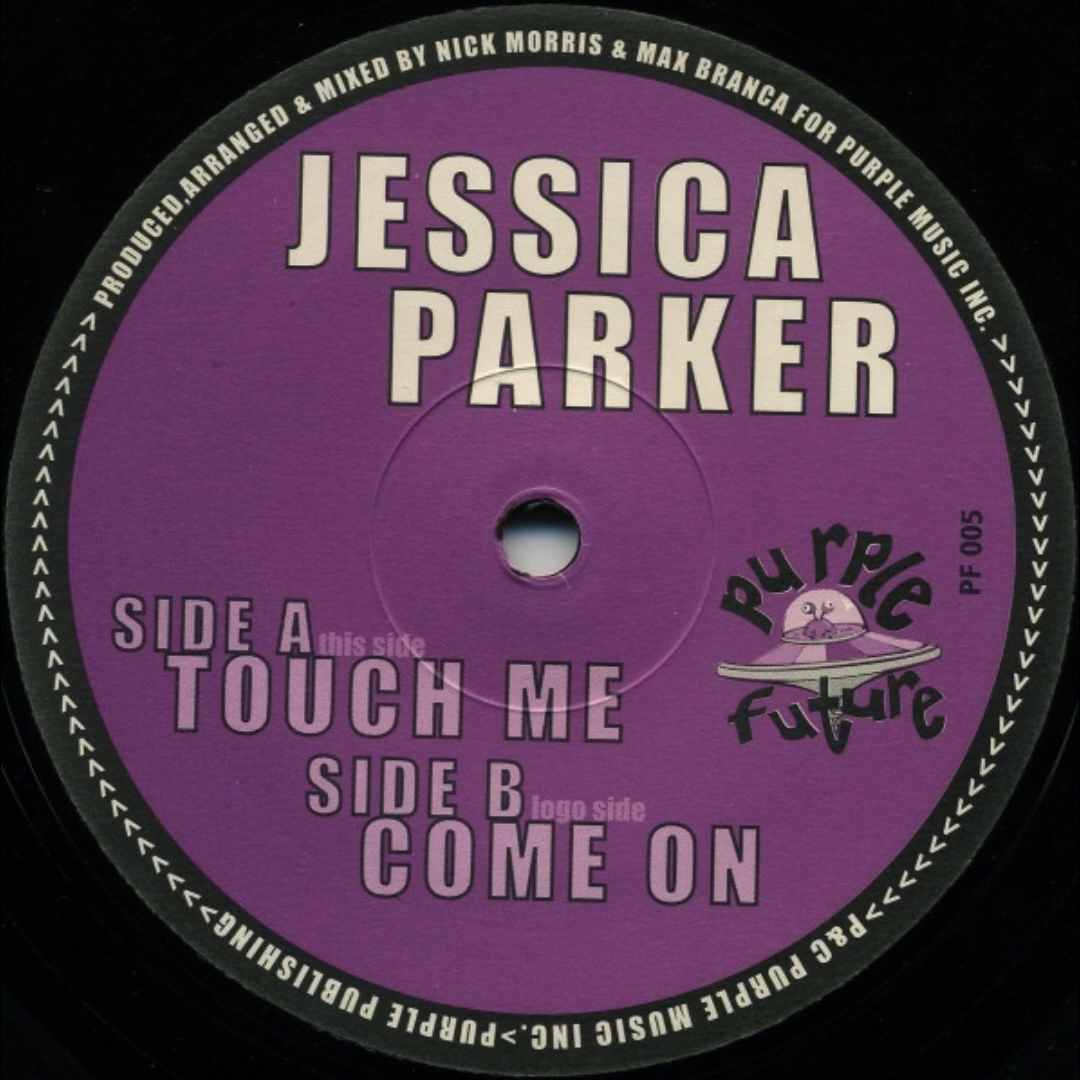 > PRODUCED,ARRANGED & MIXED BY NICK MORRIS & MAX BRANCA FOR PURPLE MUSIC INC. >
JESSICA
PARKER
PF 005
purple
future
SIDE A this side
TOUCH ME
SIDE B logo side
COME ON
>P&C PURPLE MUSIC INC.>PURPLE PUBLISHING>